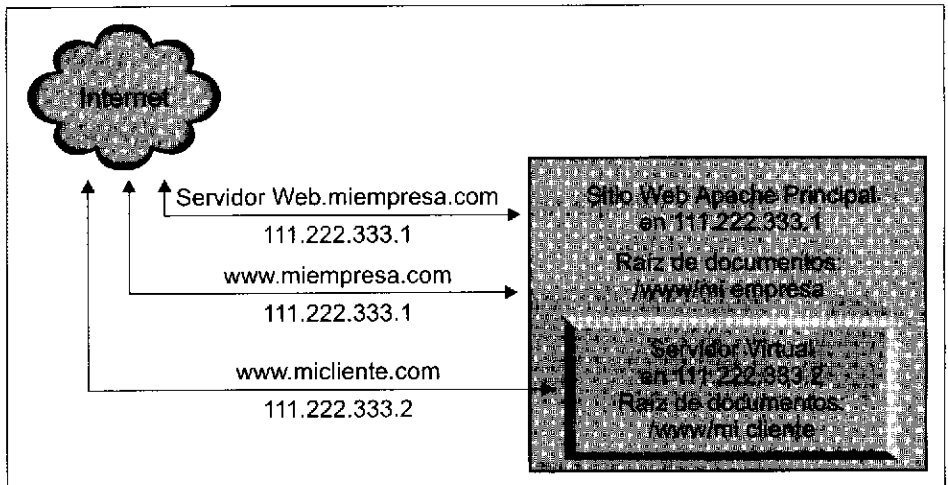 Internet
Servidor Web.miempresa.com
111.222.333.1
www.miempresa.com
111.222.333.1
www.micliente.com
111.222.333.2
Sitio Web Apache Principal
en 111.222.333.1
Raíz de documentos:
/www/mi empresa
Servidor Virtual
en 111.222.333.2
Raíz de documentos:
/www/mi cliente